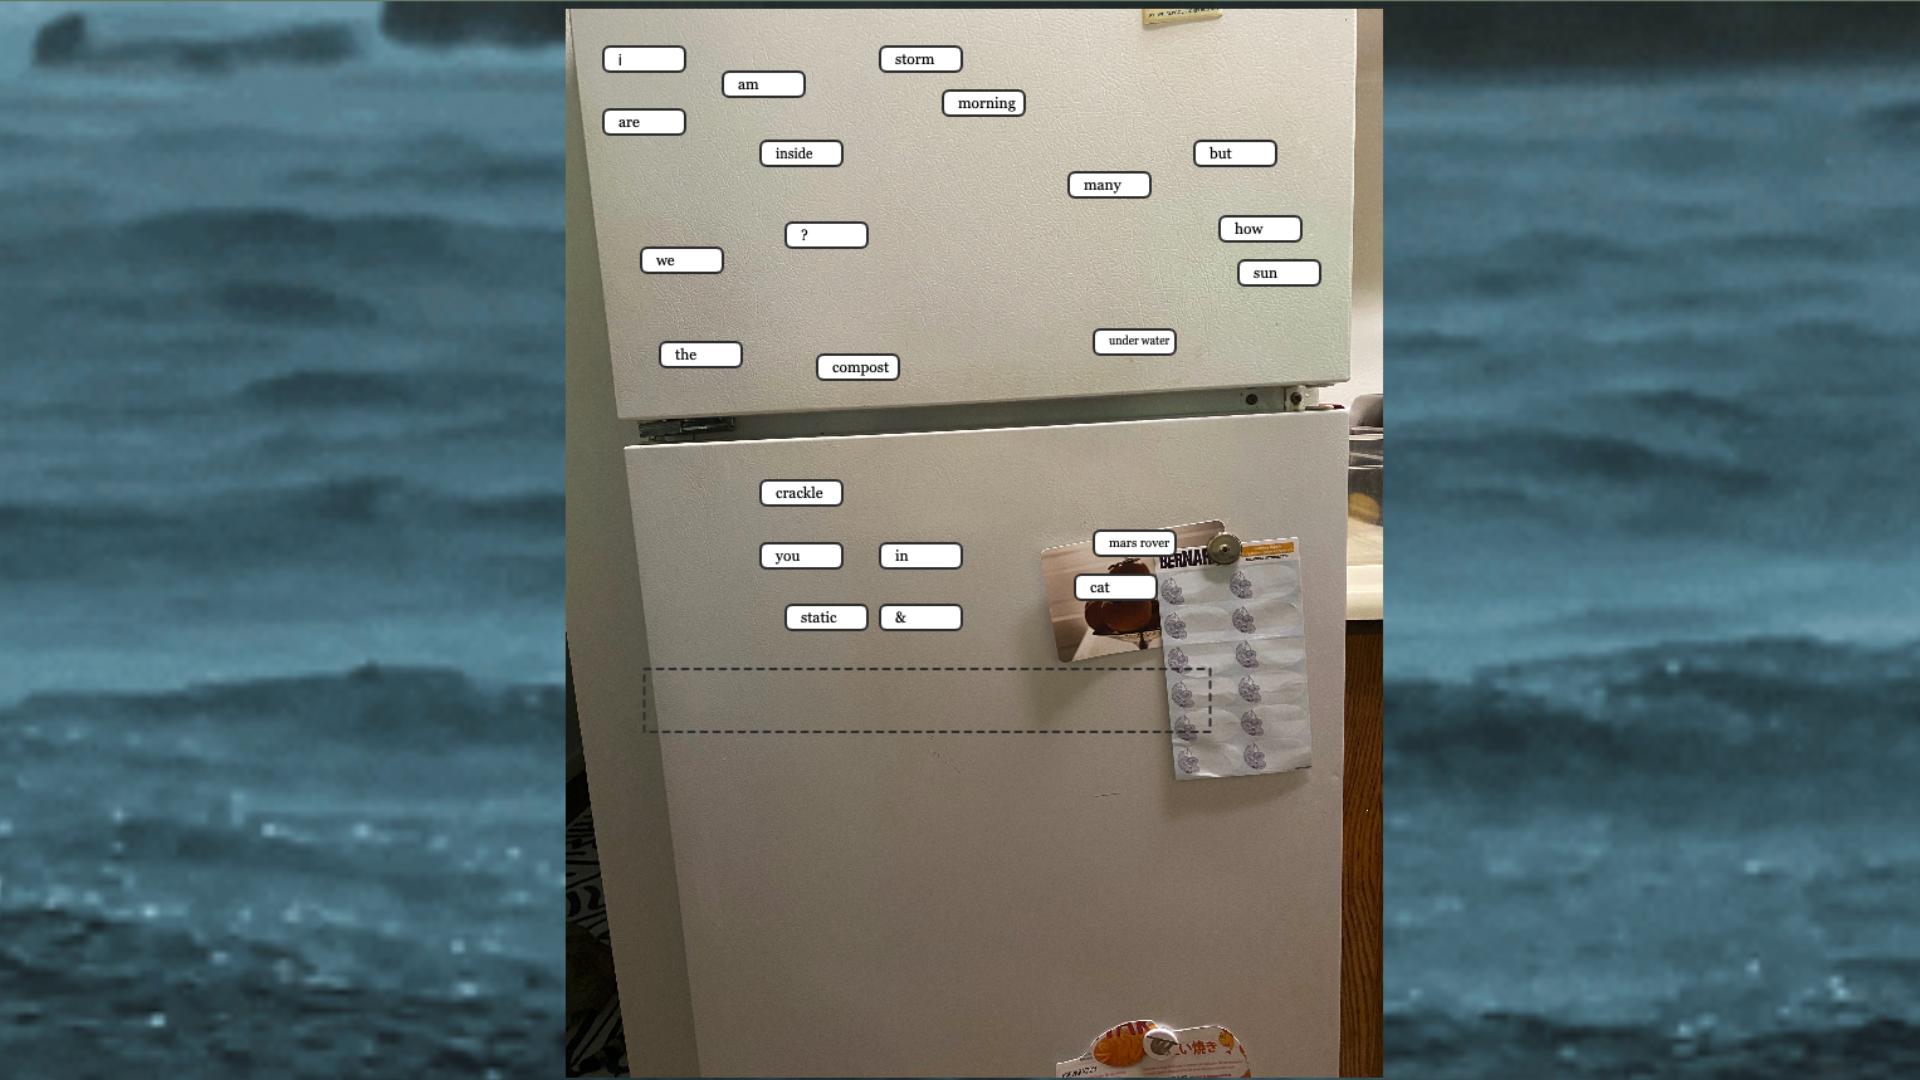 i
storm
am
morning
are
inside
but
many
how
?
we
sun
under water
the
compost
crackle
mars rover
you
in
cat
static
&